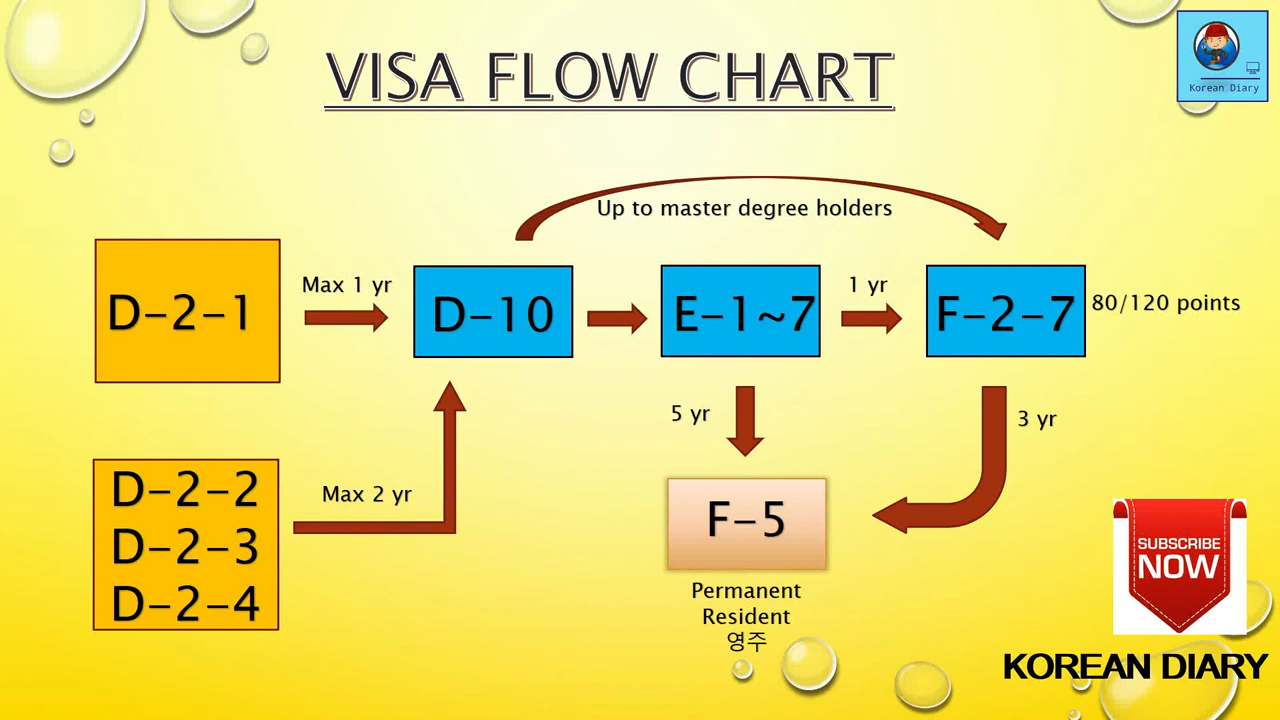 VISA FLOW CHART
Korean Diary
Up to master degree holders
D-2-1
Max 1 yr
D-10
E-1~7
1 yr
F-2-7
80/120 points
5 yr
3 yr
D-2-2
D-2-3
D-2-4
Max 2 yr
F-5
Permanent
Resident
영주
SUBSCRIBE
NOW
KOREAN DIARY